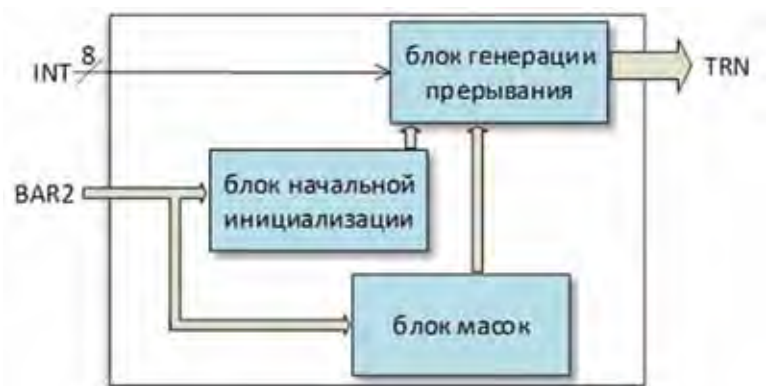 8
INT
блок генерации
прерывания
TRN
BAR2
блок начальной
инициализации
блок масок